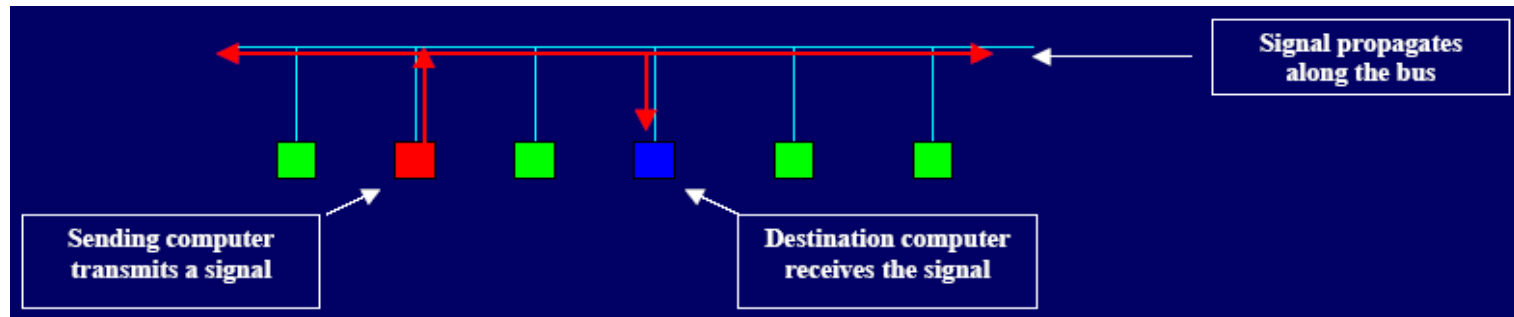 Signal propagates
along the bus
Sending computer
transmits a signal
Destination computer
receives the signal